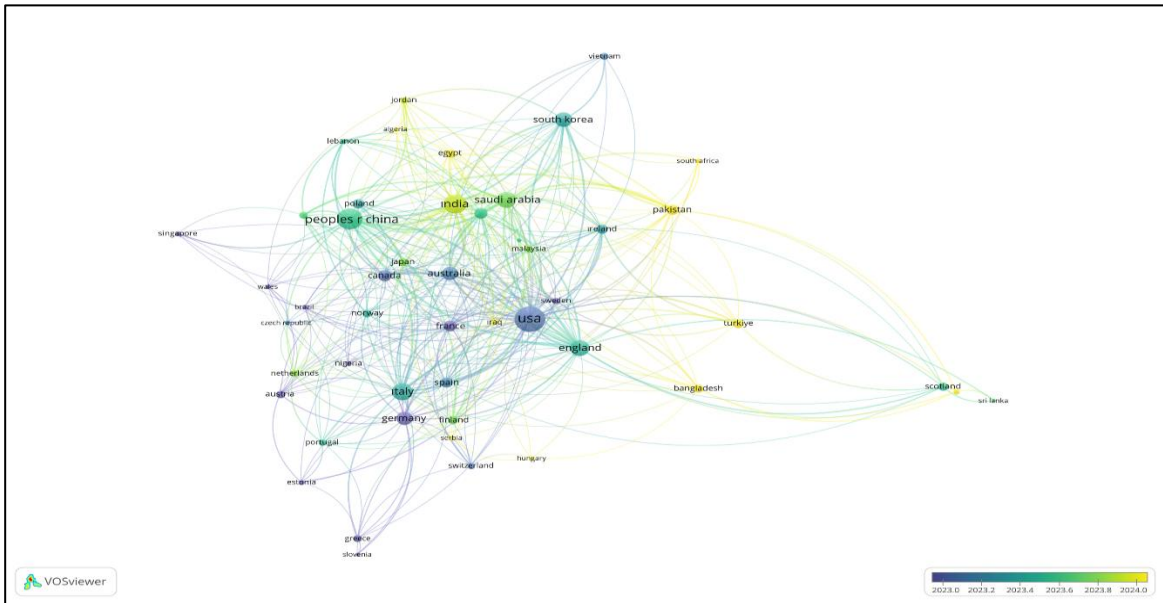 vietnam
jordan
south korea
algeria
lebanon
egypt
south africa
poland
india
saudi arabia
peoples r china
pakistan
singapore
ireland
malaysia
japan
canada
australia
wales
sweden
brazil
czech republic
norway
france
iraq
usa
turkiye
england
nigeria
netherlands
austria
italy
spain
bangladesh
scotland
sri lanka
germany
finland
serbia
portugal
hungary
switzerland
estonia
greece
slovenia
VOSviewer
2023.0 2023.2 2023.4 2023.6 2023.8 2024.0